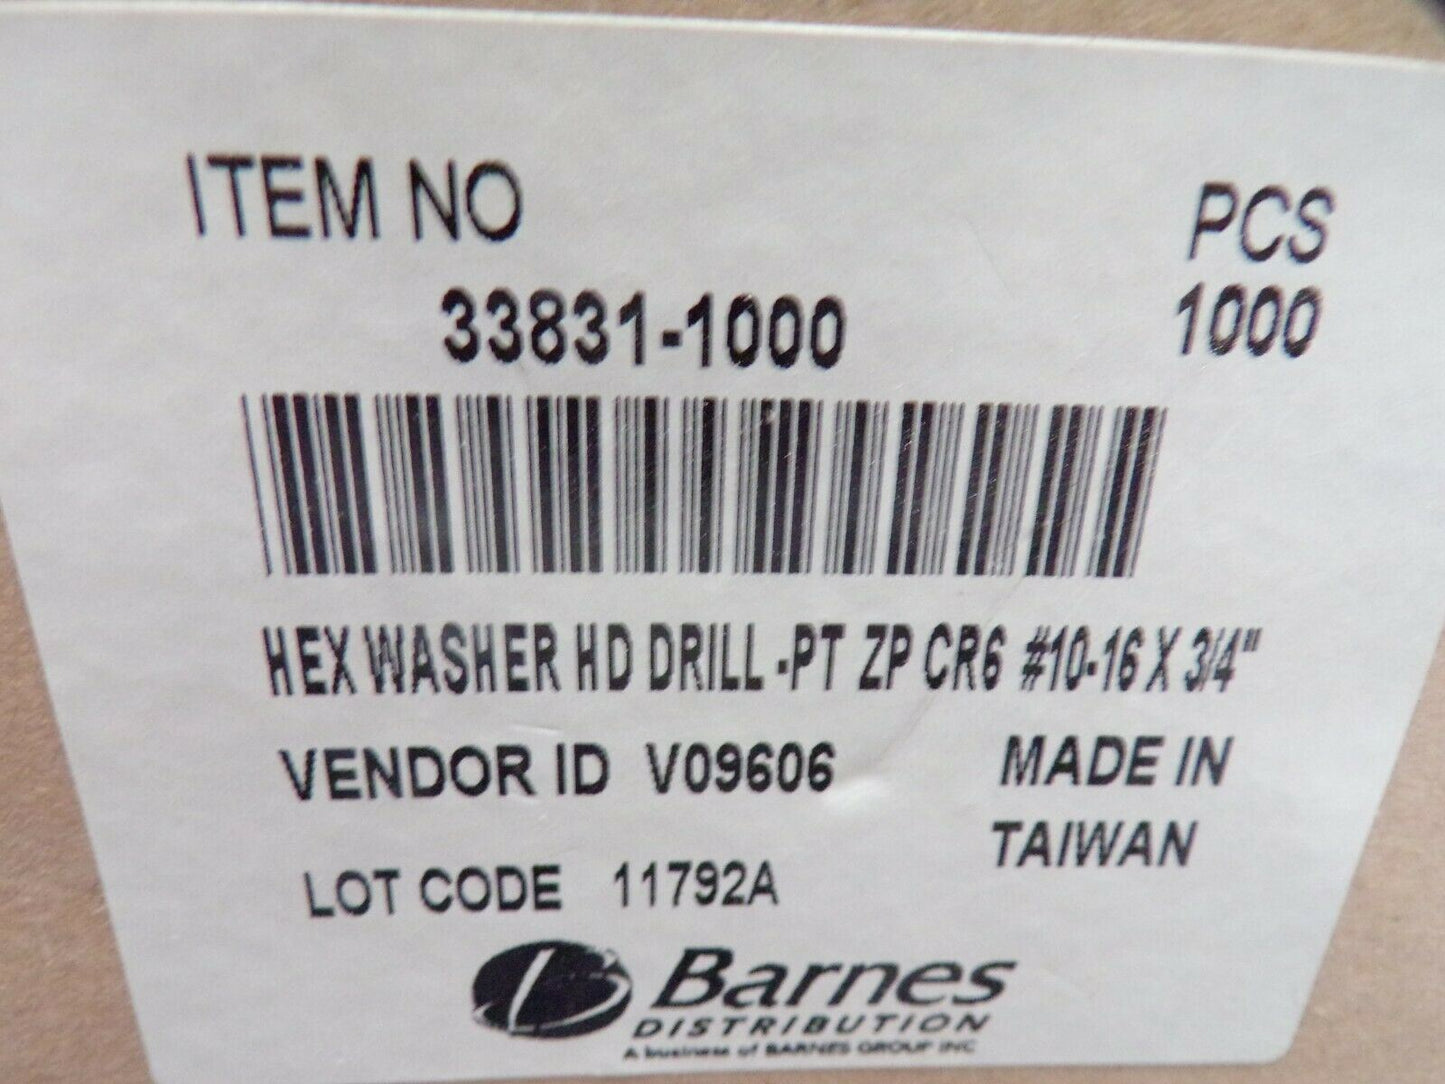 ITEM NO
PCS
33831-1000
1000
HEX WASHER HD DRILL-PT ZP CR6 #10-16 X 3/4"
VENDOR ID V09606
MADE IN
TAIWAN
LOT CODE 11792A
Barnes
DISTRIBUTION
A business of BARNES GROUP INC